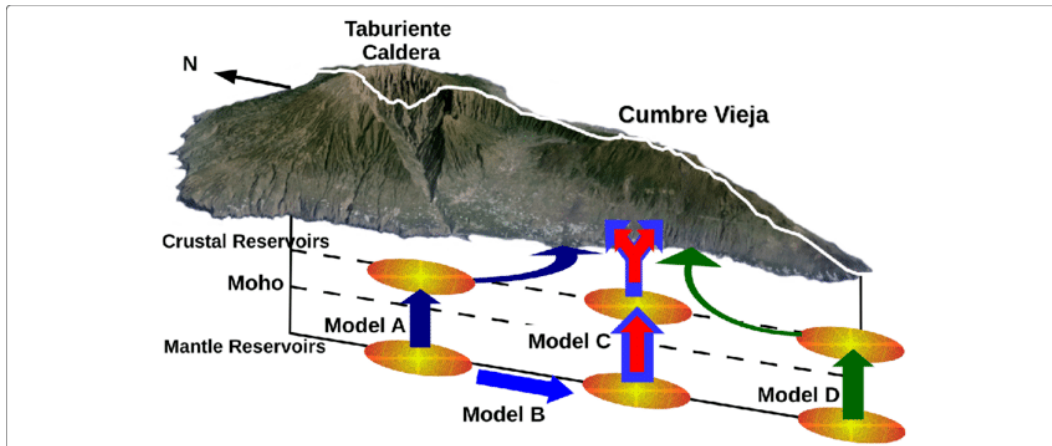 Taburiente
Caldera
N
Cumbre Vieja
Crustal Reservoirs
Moho
Model A
Model C
Mantle Reservoirs
Model D
Model B